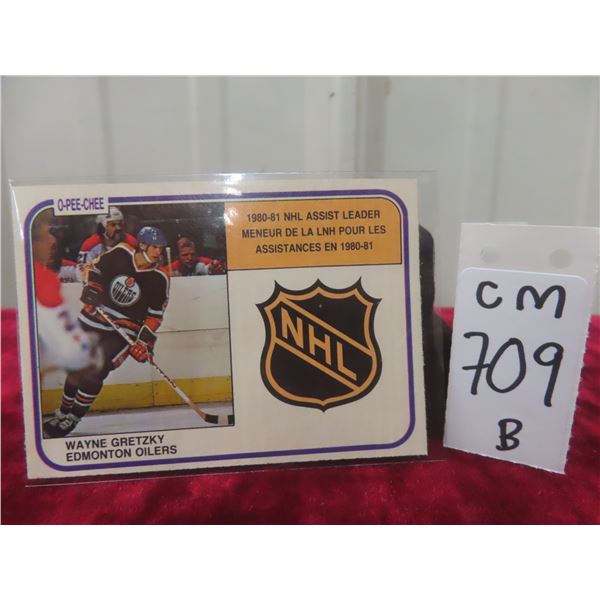 O-PEE-CHEE
1980-81 NHL ASSIST LEADER
MENEUR DE LA LNH POUR LES
ASSISTANCES EN 1980-81
OILERS
NHL
WAYNE GRETZKY
EDMONTON OILERS
CM
709
B